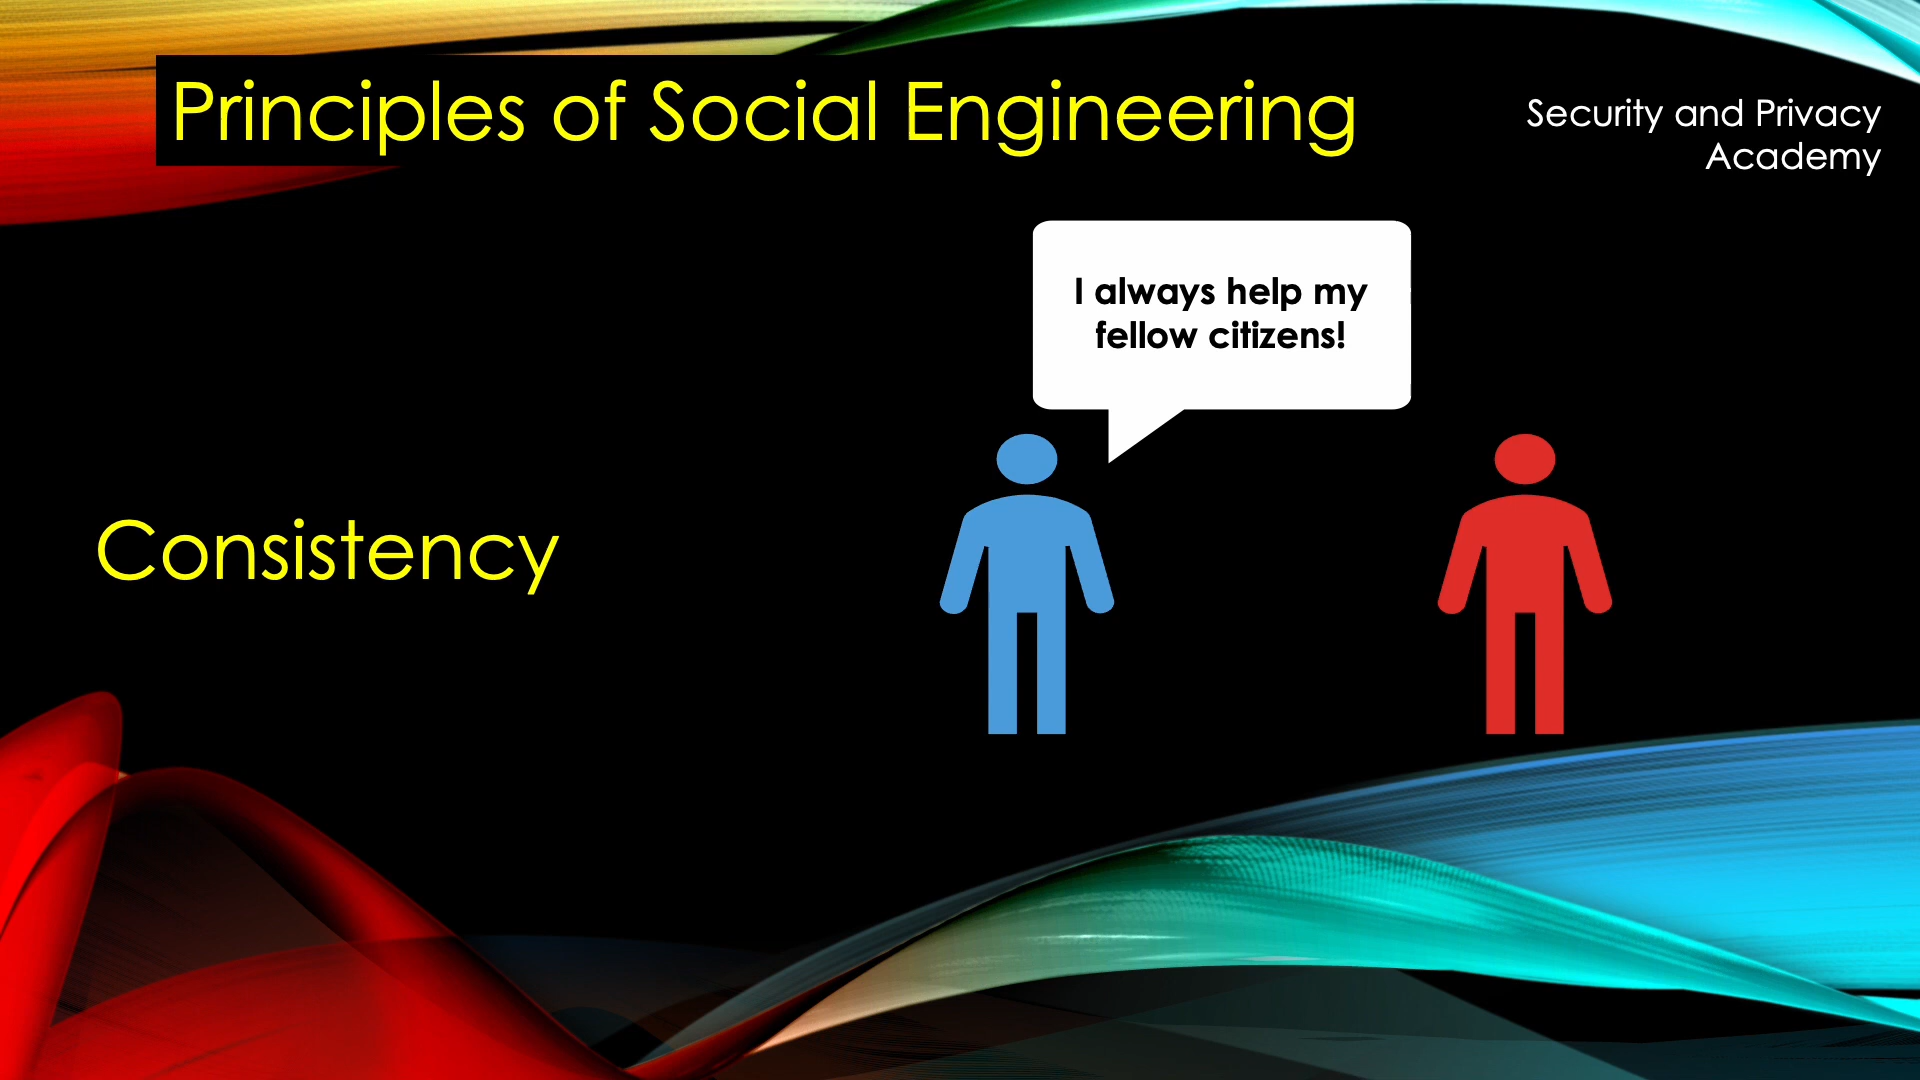 Principles of Social Engineering
Security and Privacy
Academy
I always help my
fellow citizens!
Consistency